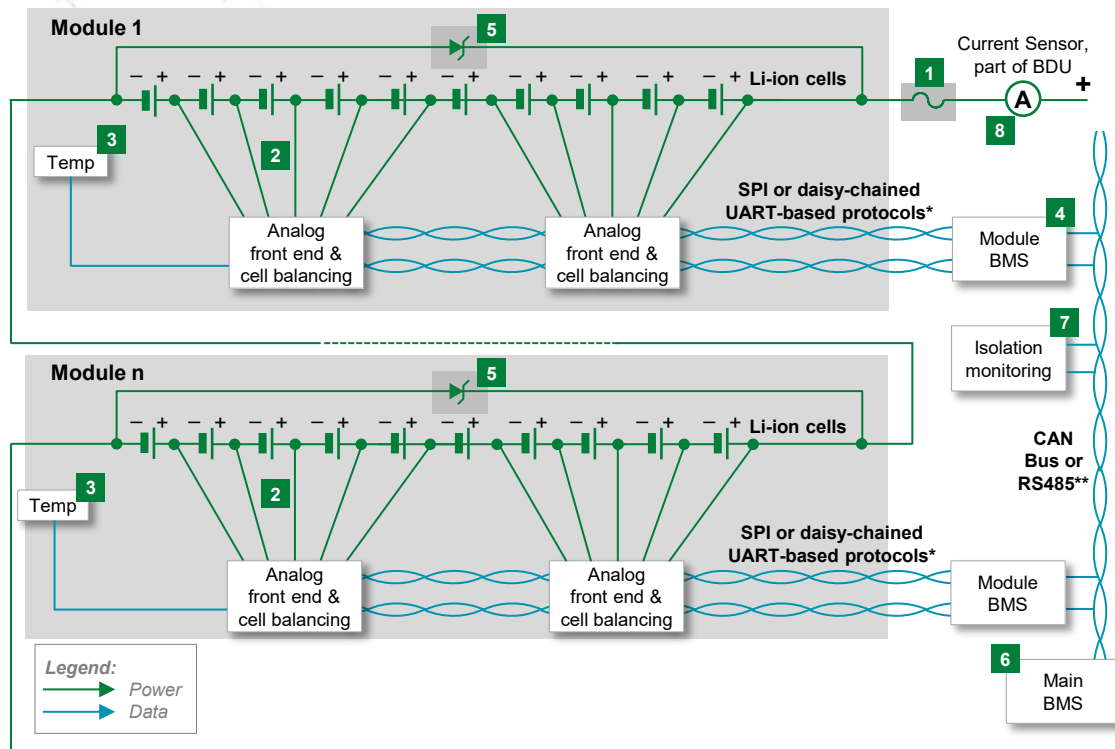 Module 1
5
− + − + − + − + − + − + − + − + − + − +
Li-ion cells
1
Current Sensor,
part of BDU
+
A
8
3
Temp
2
SPI or daisy-chained
UART-based protocols*
4
Analog
front end &
cell balancing
Analog
front end &
cell balancing
Module
BMS
7
Isolation
monitoring
Module n
5
− + − + − + − + − + − + − + − + − + − +
Li-ion cells
CAN
Bus or
RS485**
3
Temp
2
SPI or daisy-chained
UART-based protocols*
Analog
front end &
cell balancing
Analog
front end &
cell balancing
Module
BMS
6
Main
BMS
Legend:
Power
Data